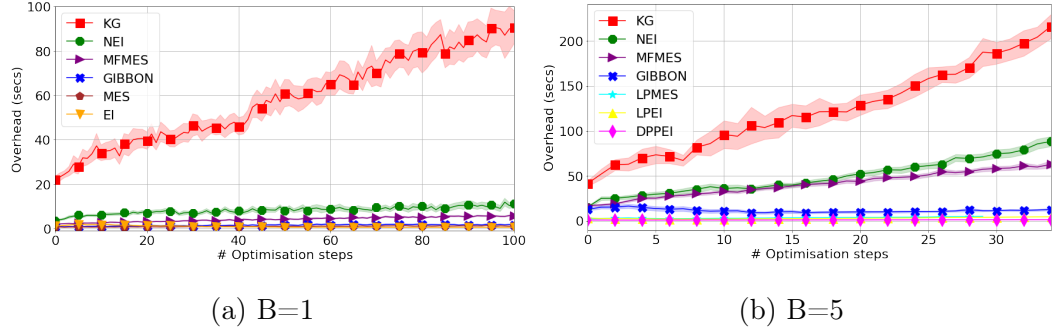 100
80
60
40
20
0
Overhead (secs)
KG
NEI
MFMES
GIBBON
MES
EI
0 20 40 60 80 100
# Optimisation steps
(a) B=1
200
150
100
50
0
Overhead (secs)
KG
NEI
MFMES
GIBBON
LPMES
LPEI
DPPEI
0 5 10 15 20 25 30
# Optimisation steps
(b) B=5